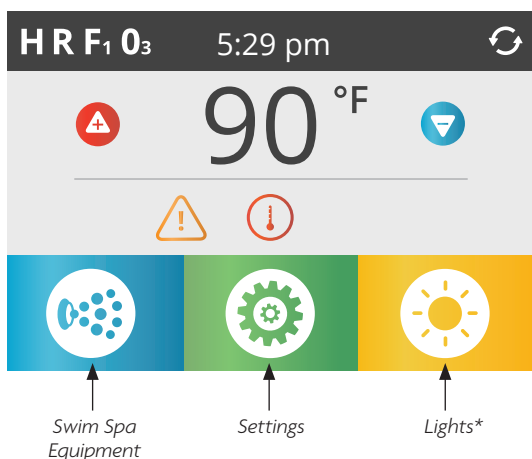 H R F₁ 0₃ 5:29 pm
90 °F
Swim Spa Settings Lights*
Equipment